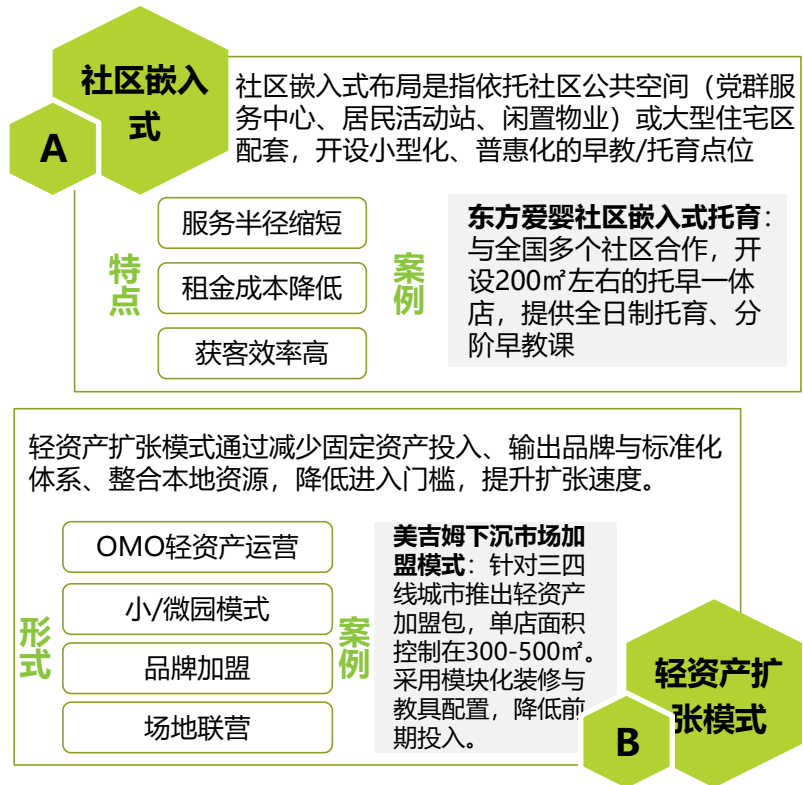 社区嵌入
式
A
社区嵌入式布局是指依托社区公共空间（党群服
务中心、居民活动站、闲置物业）或大型住宅区
配套，开设小型化、普惠化的早教/托育点位
特点
服务半径缩短
租金成本降低
获客效率高
案例
东方爱婴社区嵌入式托育：
与全国多个社区合作，开
设200㎡左右的托早一体
店，提供全日制托育、分
阶早教课
轻资产扩张模式通过减少固定资产投入、输出品牌与标准化
体系、整合本地资源，降低进入门槛，提升扩张速度。
形式
OMO轻资产运营
小/微园模式
品牌加盟
场地联营
案例
美吉姆下沉市场加
盟模式：针对三四
线城市推出轻资产
加盟包，单店面积
控制在300-500㎡。
采用模块化装修与
教具配置，降低前
期投入。
轻资产扩
张模式
B